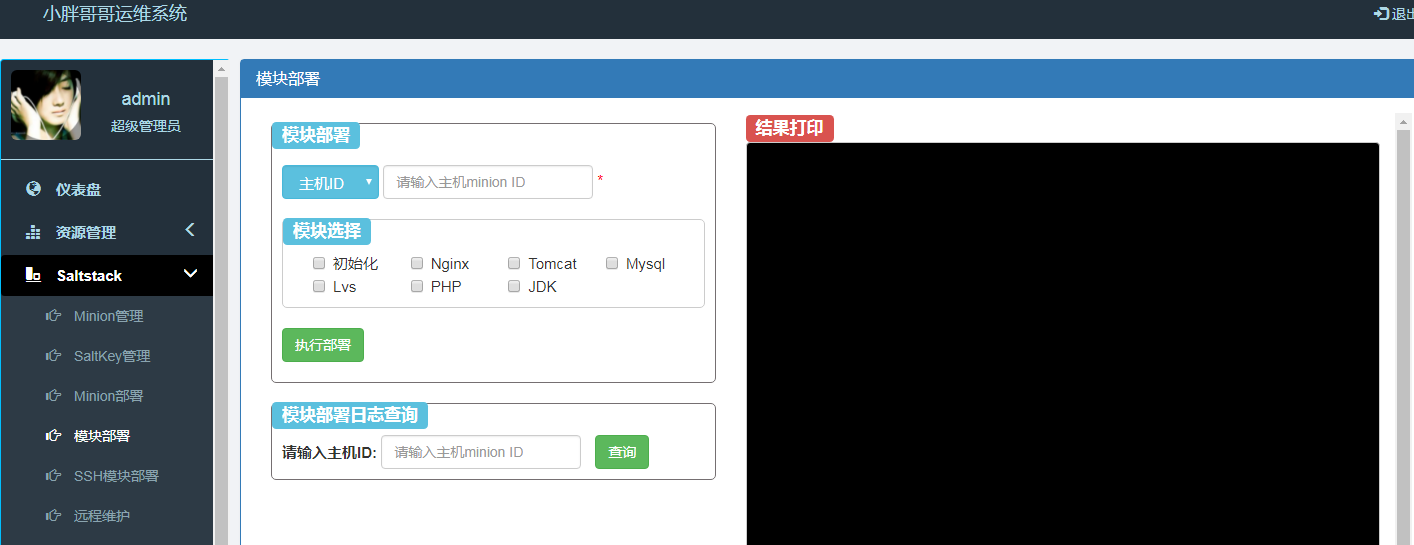 小胖哥哥运维系统
退出
admin
超级管理员
仪表盘
资源管理
Saltstack
Minion管理
SaltKey管理
Minion部署
模块部署
SSH模块部署
远程维护
模块部署
模块部署
主机ID 请输入主机minion ID *
模块选择
初始化 Nginx Tomcat Mysql
Lvs PHP JDK
执行部署
模块部署日志查询
请输入主机ID: 请输入主机minion ID 查询
结果打印